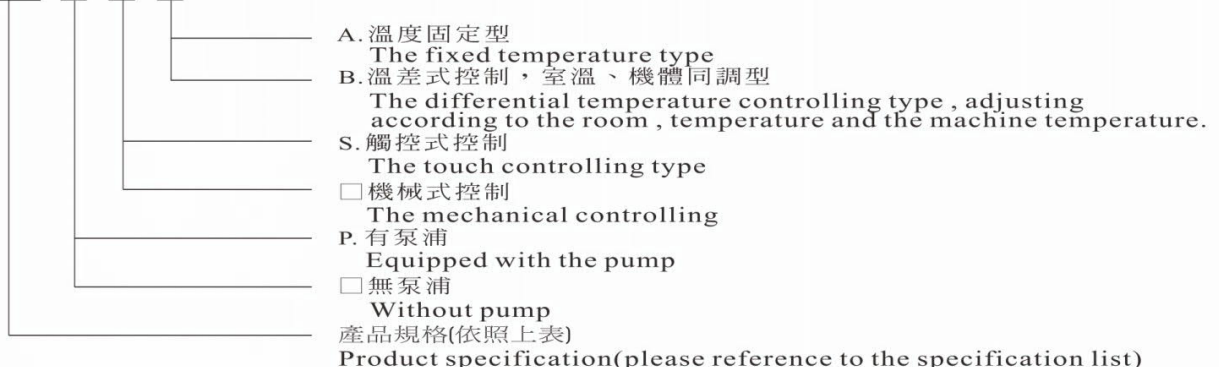 A.溫度固定型
The fixed temperature type
B.溫差式控制，室溫、機體同調型
The differential temperature controlling type , adjusting
according to the room , temperature and the machine temperature.
S.觸控式控制
The touch controlling type
□機械式控制
The mechanical controlling
P.有泵浦
Equipped with the pump
□無泵浦
Without pump
產品規格(依照上表)
Product specification(please reference to the specification list)